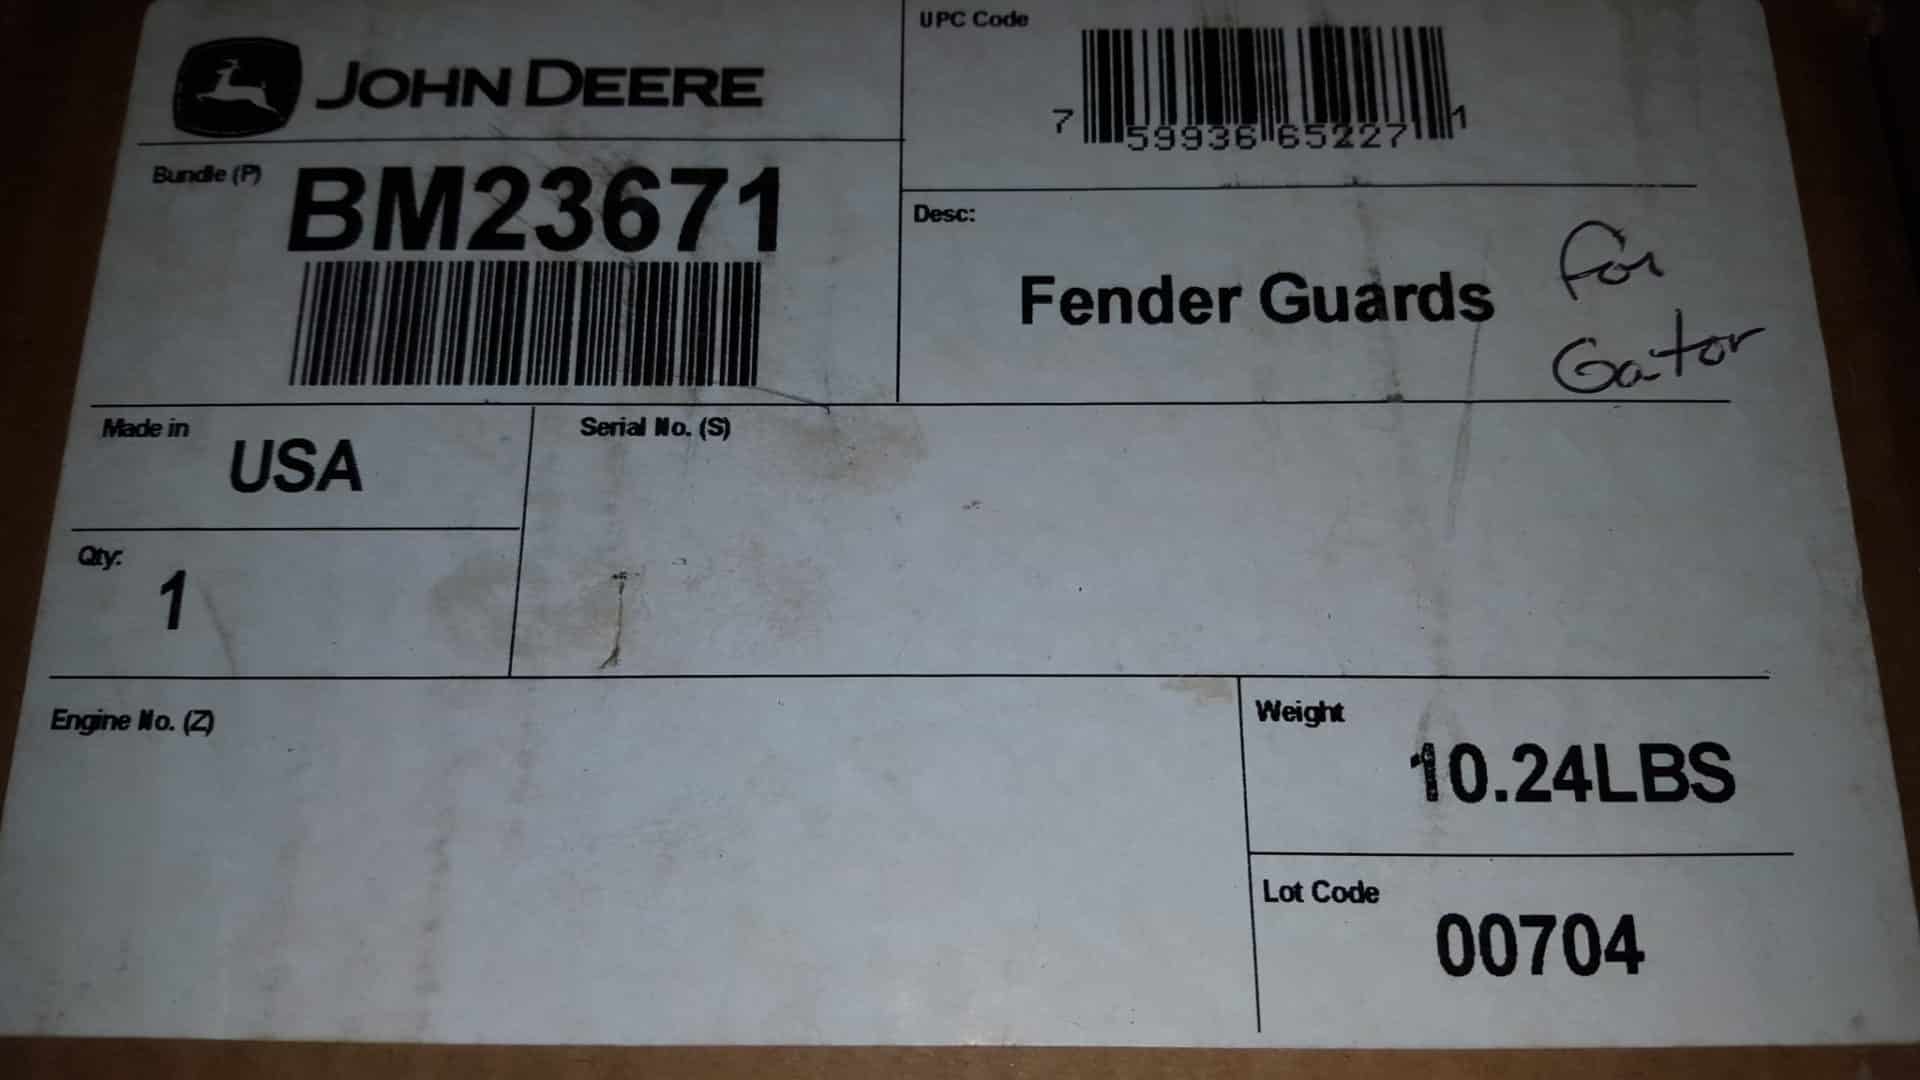 JOHN DEERE
UPC Code
7 59936 65227 1
Bundle (P)
BM23671
Desc:
Fender Guards
For
Gator
Made in
USA
Serial No. (S)
Qty:
1
Engine No. (Z)
Weight
10.24LBS
Lot Code
00704